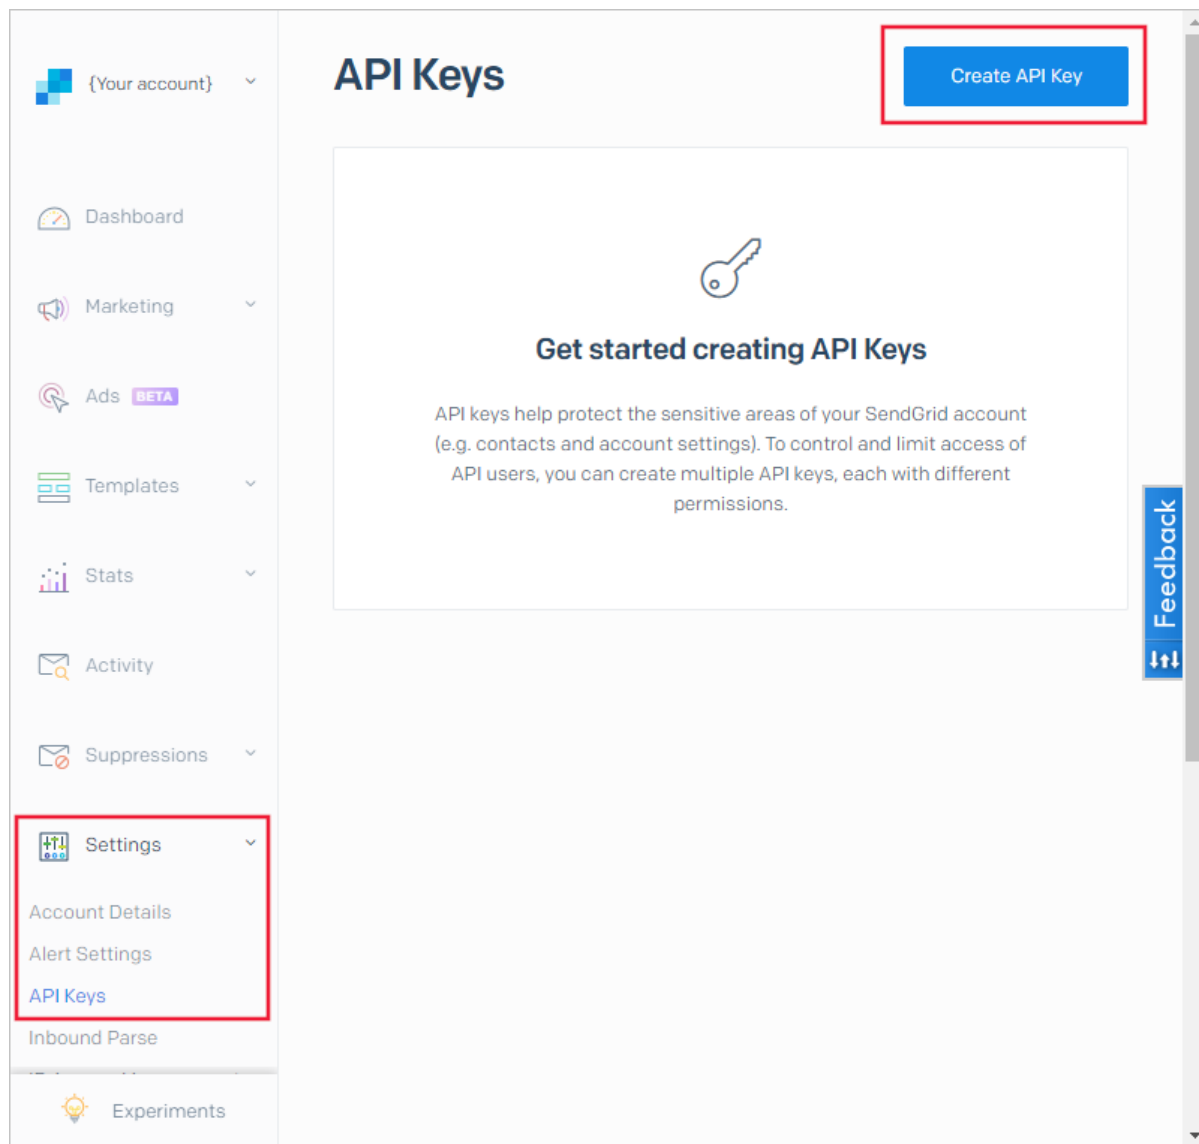 {Your account}
API Keys
Create API Key
Dashboard
Marketing
Ads BETA
Templates
Stats
Activity
Suppressions
Settings
Account Details
Alert Settings
API Keys
Inbound Parse
Experiments
Get started creating API Keys
API keys help protect the sensitive areas of your SendGrid account
(e.g. contacts and account settings). To control and limit access of
API users, you can create multiple API keys, each with different
permissions.
Feedback